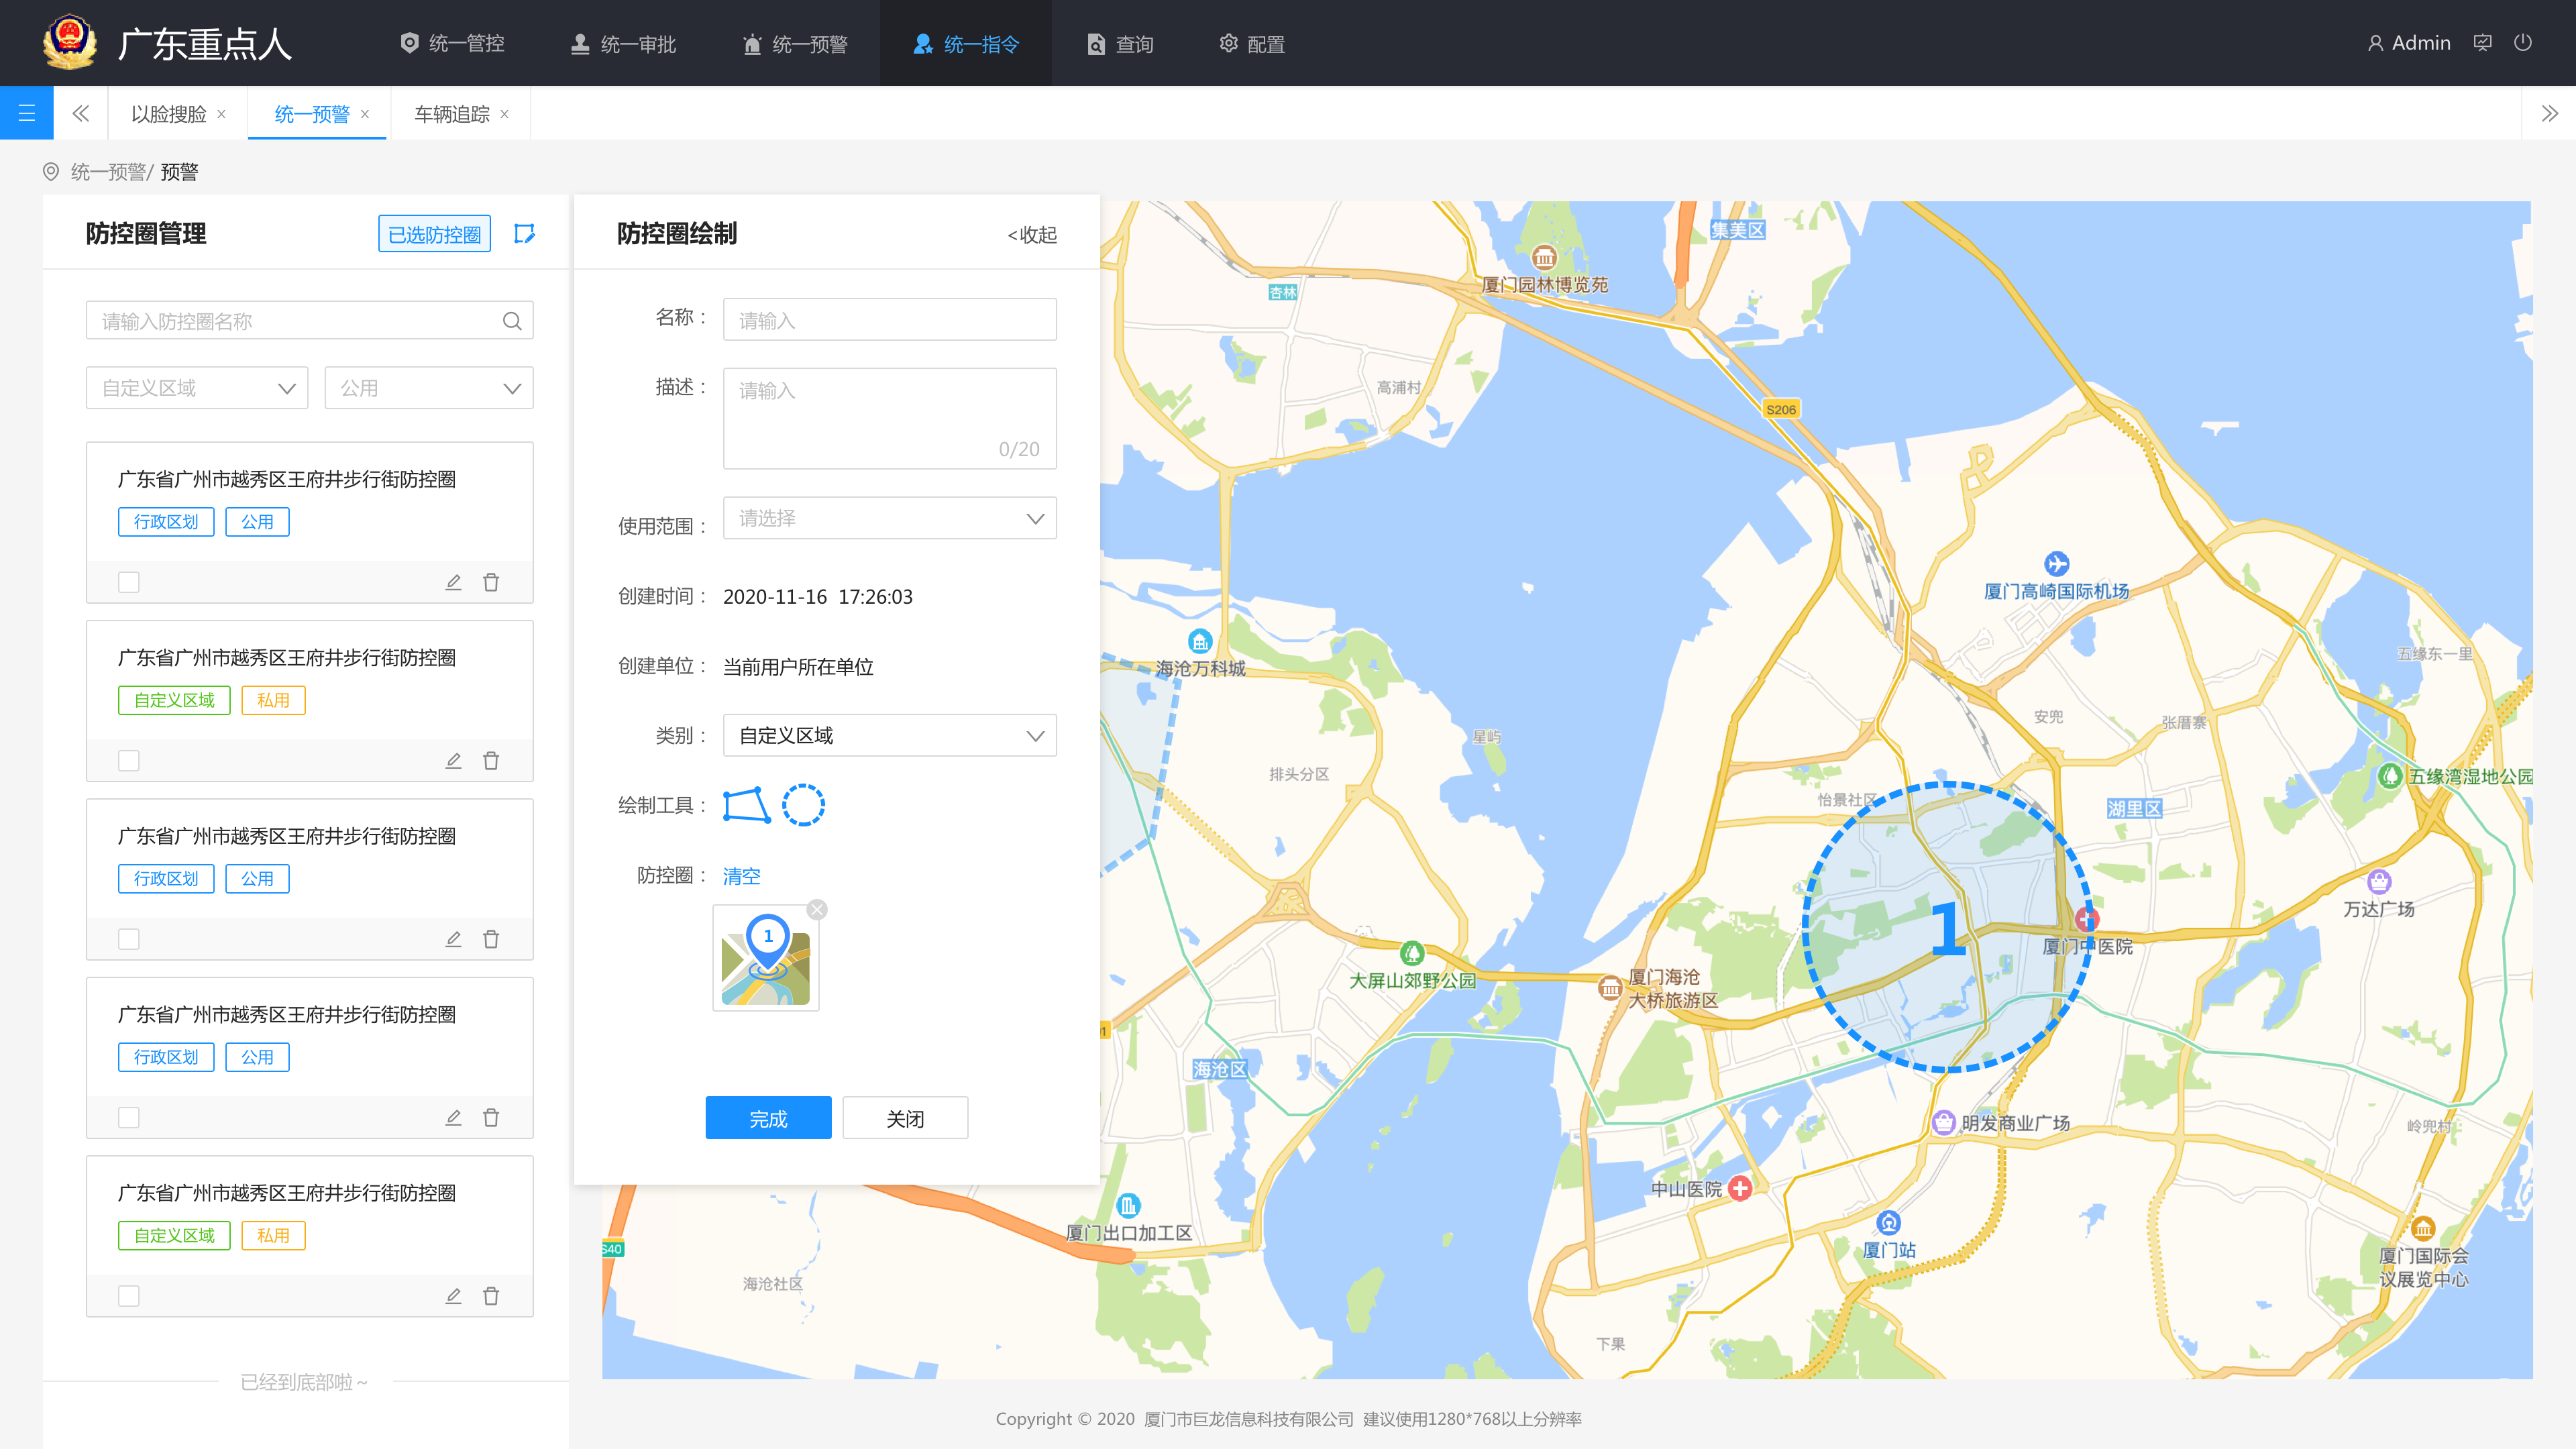 广东重点人
统一管控
统一审批
统一预警
统一指令
查询
配置
Admin
以脸搜脸
统一预警
车辆追踪
统一预警/ 预警
防控圈管理
已选防控圈
请输入防控圈名称
自定义区域
公用
广东省广州市越秀区王府井步行街防控圈
行政区划
公用
广东省广州市越秀区王府井步行街防控圈
自定义区域
私用
广东省广州市越秀区王府井步行街防控圈
行政区划
公用
广东省广州市越秀区王府井步行街防控圈
行政区划
公用
广东省广州市越秀区王府井步行街防控圈
自定义区域
私用
已经到底部啦~
防控圈绘制
<收起
名称：
请输入
描述：
请输入
0/20
使用范围：
请选择
创建时间：
2020-11-16 17:26:03
创建单位：
当前用户所在单位
类别：
自定义区域
绘制工具：
防控圈：
清空
1
完成
关闭
集美区
厦门园林博览苑
杏林
高浦村
S206
厦门高崎国际机场
海沧万科城
五缘东一里
安兜
张厝寨
星屿
排头分区
五缘湾湿地公园
怡景社区
湖里区
万达广场
1
厦门中医院
大屏山郊野公园
厦门海沧
大桥旅游区
海沧区
明发商业广场
岭兜村
中山医院
厦门出口加工区
厦门站
S40
厦门国际会
议展览中心
海沧社区
下果
Copyright © 2020 厦门市巨龙信息科技有限公司 建议使用1280*768以上分辨率